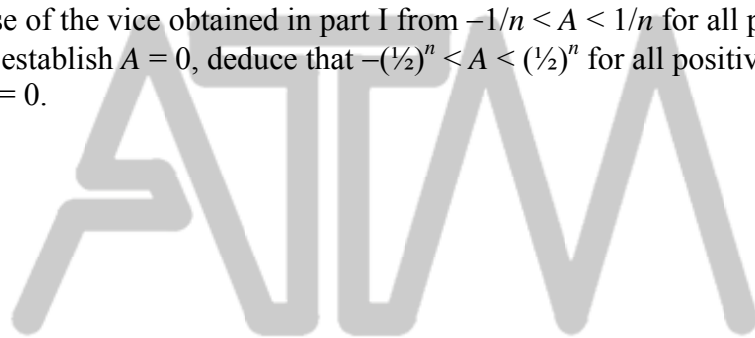 se of the vice obtained in part I from –1/n < A < 1/n for all p
establish A = 0, deduce that –(½)ⁿ < A < (½)ⁿ for all positiv
= 0.
ATM